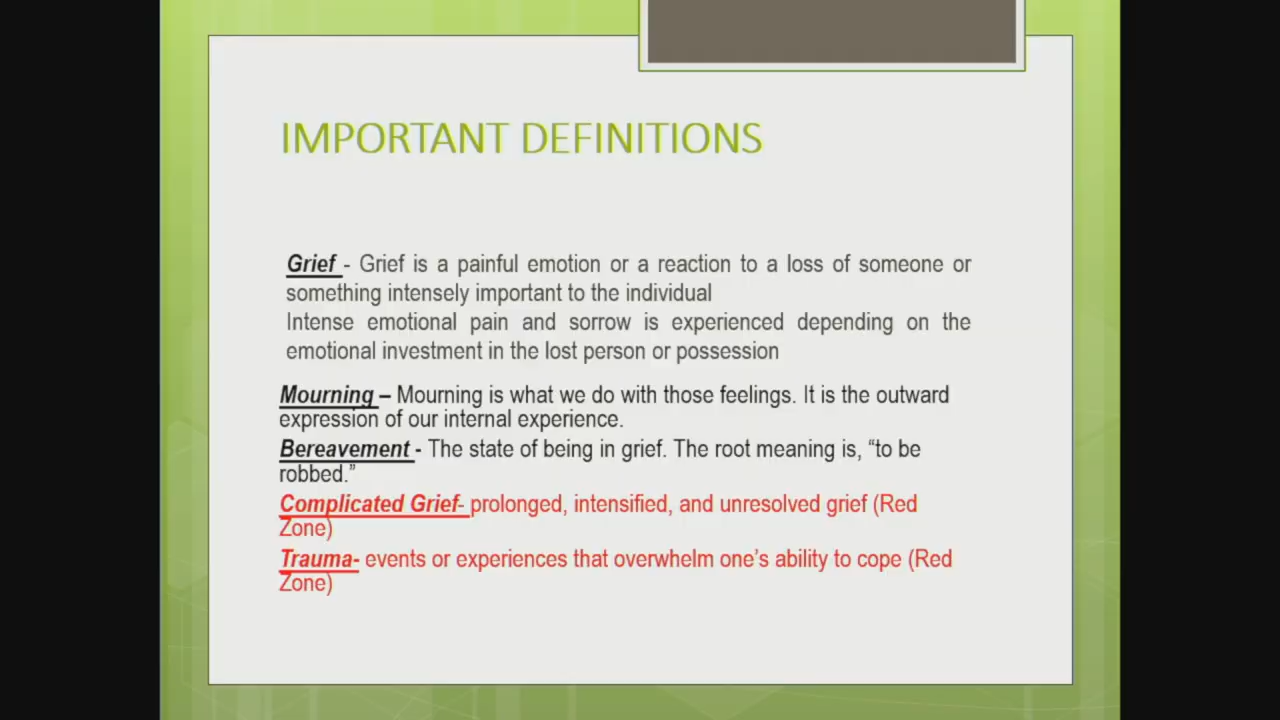 IMPORTANT DEFINITIONS
Grief - Grief is a painful emotion or a reaction to a loss of someone or
something intensely important to the individual
Intense emotional pain and sorrow is experienced depending on the
emotional investment in the lost person or possession
Mourning – Mourning is what we do with those feelings. It is the outward
expression of our internal experience.
Bereavement - The state of being in grief. The root meaning is, “to be
robbed.”
Complicated Grief- prolonged, intensified, and unresolved grief (Red
Zone)
Trauma- events or experiences that overwhelm one’s ability to cope (Red
Zone)